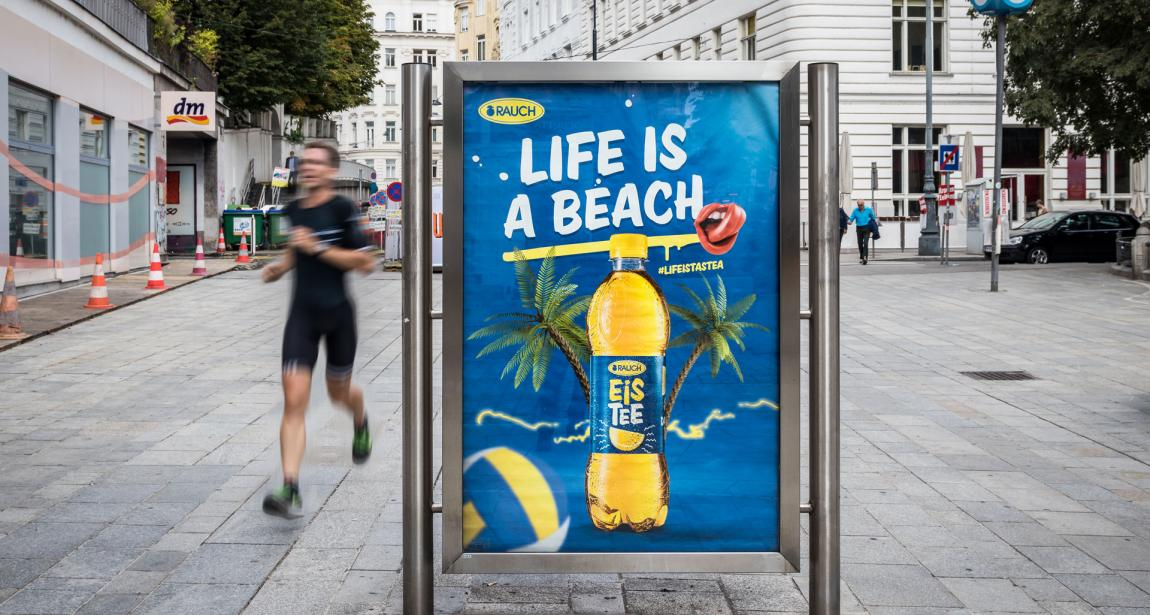 dm
RAUCH
LIFE IS
A BEACH
#LIFEISTASTEA
RAUCH
EiS
TEE